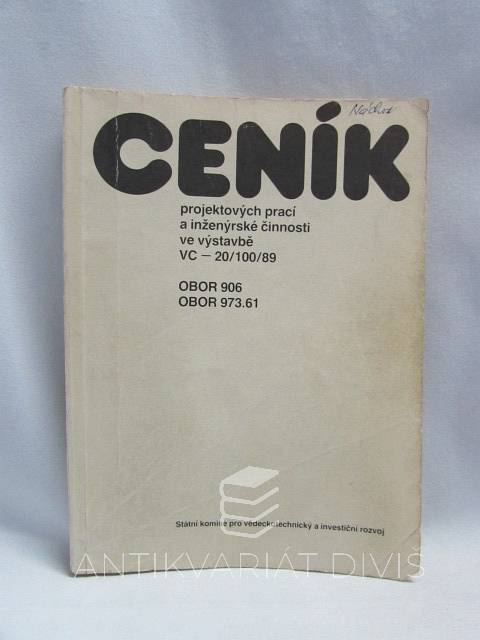 CENÍK
projektových prací
a inženýrské činnosti
ve výstavbě
VC — 20/100/89
OBOR 906
OBOR 973.61
Státní komise pro vědeckotechnický a investiční rozvoj
ANTIKVARIÁT DIVIŠ